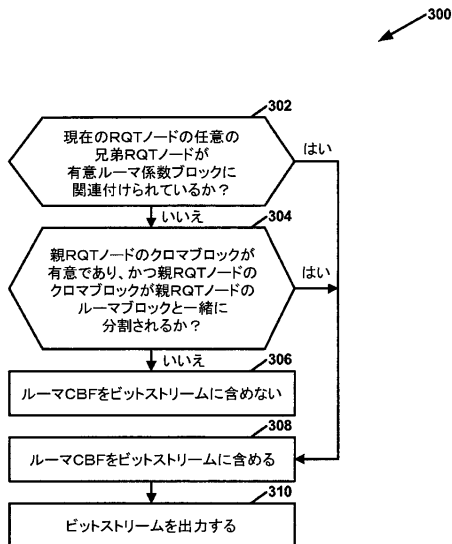 300
302
現在のRQTノードの任意の
兄弟RQTノードが
有意ルーマ係数ブロックに
関連付けられているか？
はい
いいえ
304
親RQTノードのクロマブロックが
有意であり、かつ親RQTノードの
クロマブロックが親RQTノードの
ルーマブロックと一緒に
分割されるか？
はい
いいえ
306
ルーマCBFをビットストリームに含めない
308
ルーマCBFをビットストリームに含める
310
ビットストリームを出力する